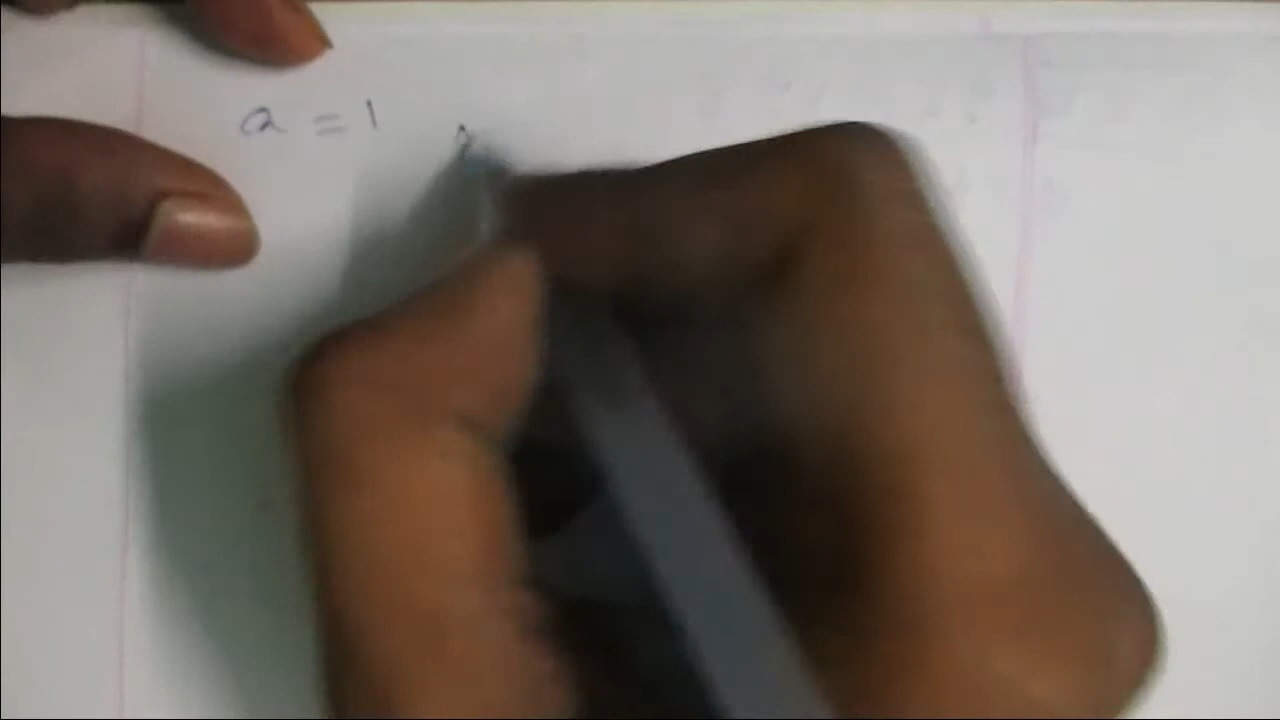 a = 1